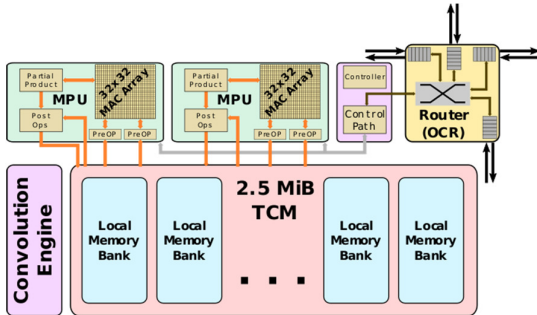 Partial
Product
MPU
32x32
MAC Array
Post
Ops
PreOP
PreOP
Partial
Product
MPU
32x32
MAC Array
Post
Ops
PreOP
PreOP
Controller
Control
Path
Router
(OCR)
Convolution
Engine
2.5 MiB
TCM
Local
Memory
Bank
Local
Memory
Bank
. . .
Local
Memory
Bank
Local
Memory
Bank